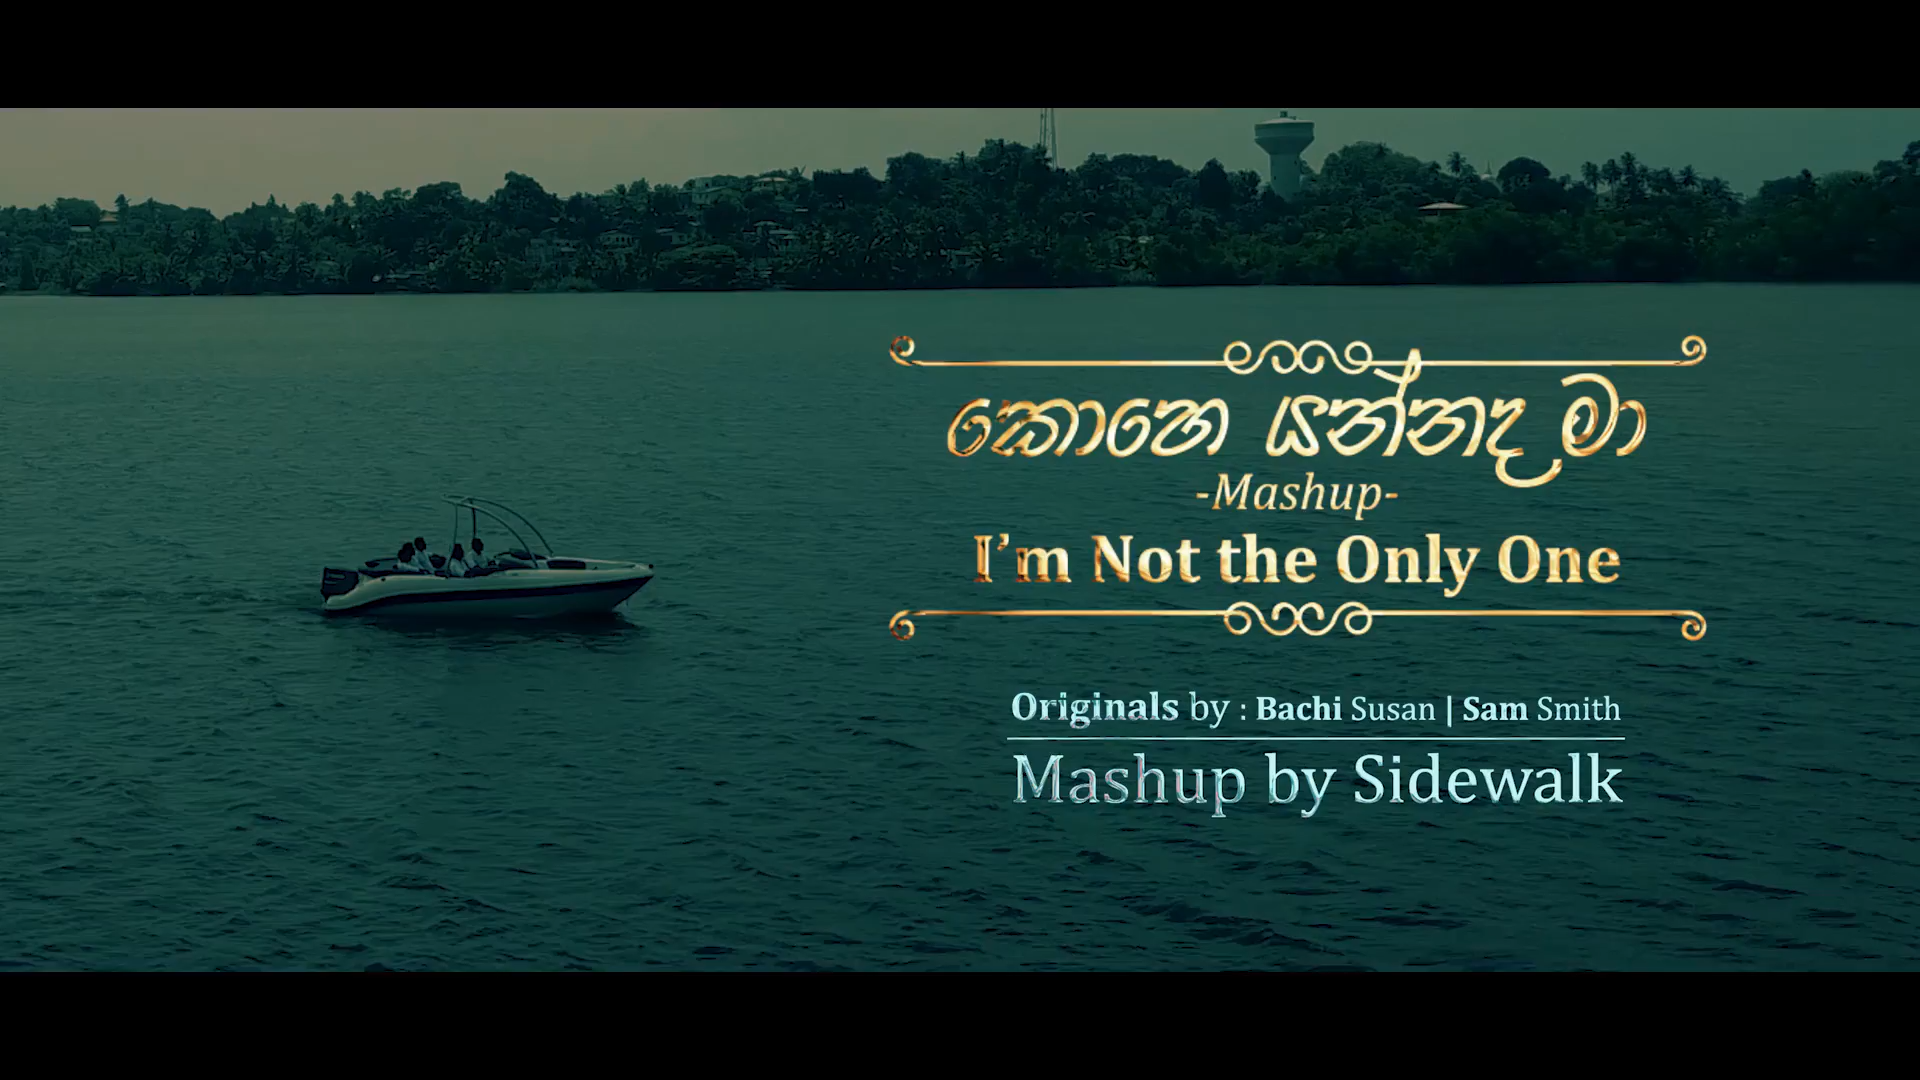 කොහෙ යන්නද මා
-Mashup-
I'm Not the Only One
Originals by : Bachi Susan | Sam Smith
Mashup by Sidewalk